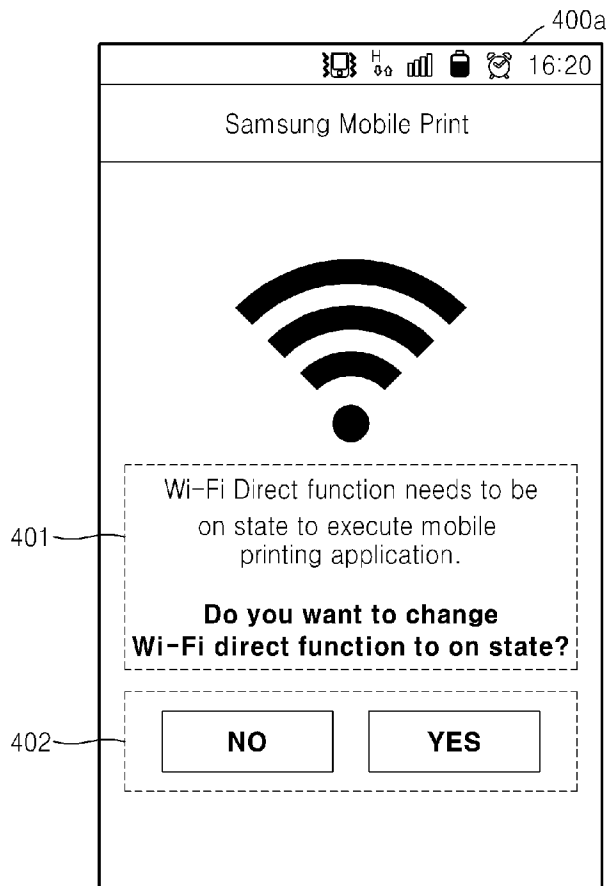 400a
H 16:20
Samsung Mobile Print
Wi-Fi Direct function needs to be
on state to execute mobile
printing application.
401
Do you want to change
Wi-Fi direct function to on state?
402
NO YES